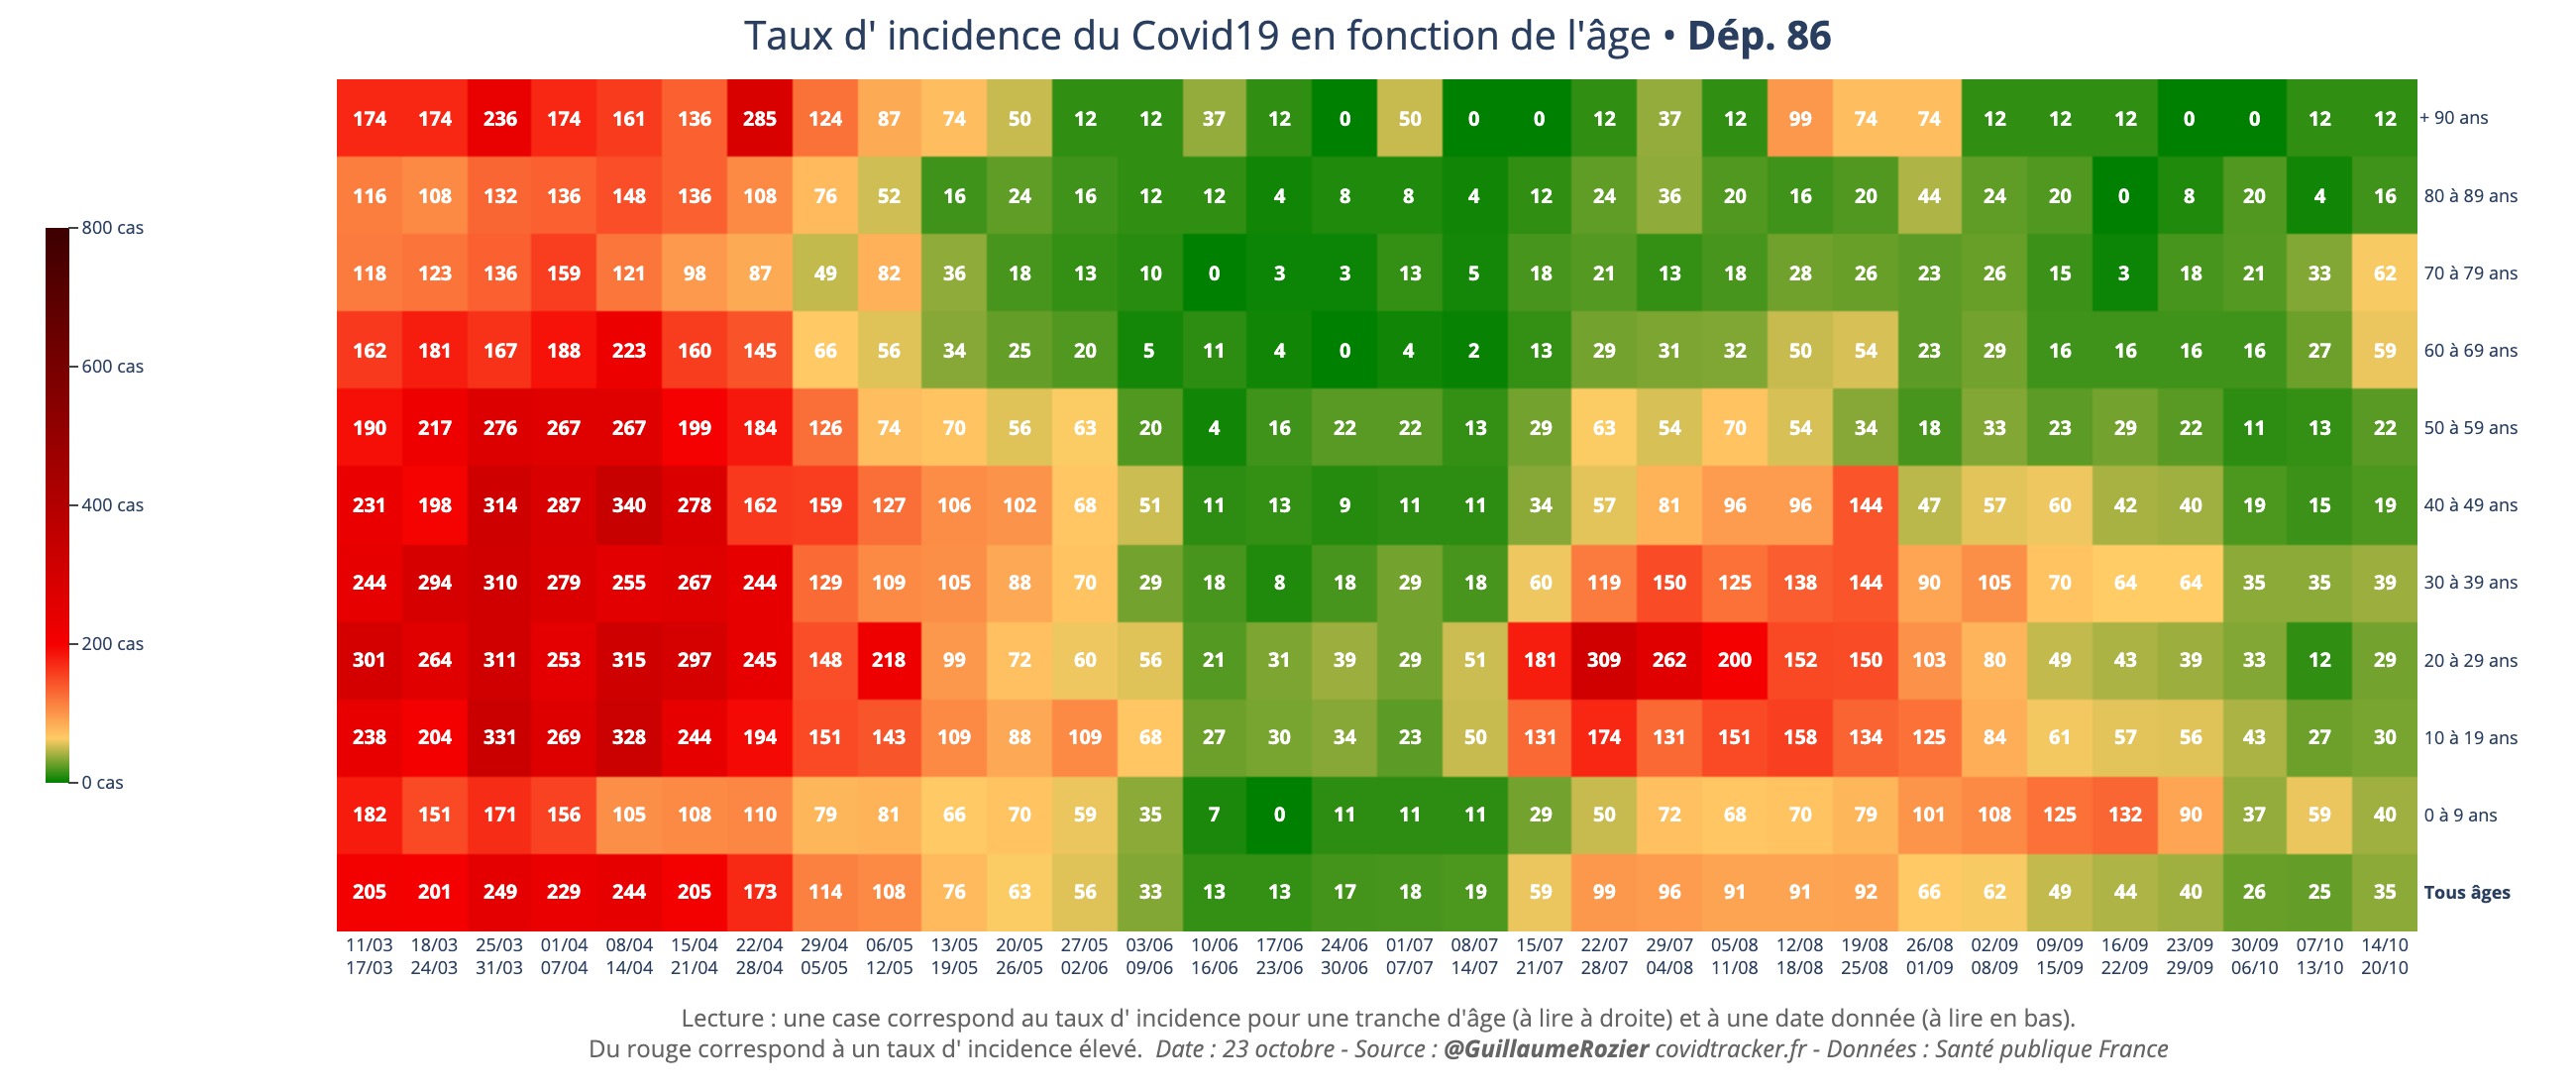 Taux d' incidence du Covid19 en fonction de l'âge • Dép. 86
800 cas
600 cas
400 cas
200 cas
0 cas
174 174 236 174 161 136 285 124 87 74 50 12 12 37 12 0 50 0 0 12 37 12 99 74 74 12 12 12 0 0 12 12 + 90 ans
116 108 132 136 148 136 108 76 52 16 24 16 12 12 4 8 8 4 12 24 36 20 16 20 44 24 20 0 8 20 4 16 80 à 89 ans
118 123 136 159 121 98 87 49 82 36 18 13 10 0 3 3 13 5 18 21 13 18 28 26 23 26 15 3 18 21 33 62 70 à 79 ans
162 181 167 188 223 160 145 66 56 34 25 20 5 11 4 0 4 2 13 29 31 32 50 54 23 29 16 16 16 16 27 59 60 à 69 ans
190 217 276 267 267 199 184 126 74 70 56 63 20 4 16 22 22 13 29 63 54 70 54 34 18 33 23 29 22 11 13 22 50 à 59 ans
231 198 314 287 340 278 162 159 127 106 102 68 51 11 13 9 11 11 34 57 81 96 96 144 47 57 60 42 40 19 15 19 40 à 49 ans
244 294 310 279 255 267 244 129 109 105 88 70 29 18 8 18 29 18 60 119 150 125 138 144 90 105 70 64 64 35 35 39 30 à 39 ans
301 264 311 253 315 297 245 148 218 99 72 60 56 21 31 39 29 51 181 309 262 200 152 150 103 80 49 43 39 33 12 29 20 à 29 ans
238 204 331 269 328 244 194 151 143 109 88 109 68 27 30 34 23 50 131 174 131 151 158 134 125 84 61 57 56 43 27 30 10 à 19 ans
182 151 171 156 105 108 110 79 81 66 70 59 35 7 0 11 11 11 29 50 72 68 70 79 101 108 125 132 90 37 59 40 0 à 9 ans
205 201 249 229 244 205 173 114 108 76 63 56 33 13 13 17 18 19 59 99 96 91 91 92 66 62 49 44 40 26 25 35 Tous âges
11/03 18/03 25/03 01/04 08/04 15/04 22/04 29/04 06/05 13/05 20/05 27/05 03/06 10/06 17/06 24/06 01/07 08/07 15/07 22/07 29/07 05/08 12/08 19/08 26/08 02/09 09/09 16/09 23/09 30/09 07/10 14/10
17/03 24/03 31/03 07/04 14/04 21/04 28/04 05/05 12/05 19/05 26/05 02/06 09/06 16/06 23/06 30/06 07/07 14/07 21/07 28/07 04/08 11/08 18/08 25/08 01/09 08/09 15/09 22/09 29/09 06/10 13/10 20/10
Lecture : une case correspond au taux d' incidence pour une tranche d'âge (à lire à droite) et à une date donnée (à lire en bas).
Du rouge correspond à un taux d' incidence élevé. Date : 23 octobre - Source : @GuillaumeRozier covidtracker.fr - Données : Santé publique France